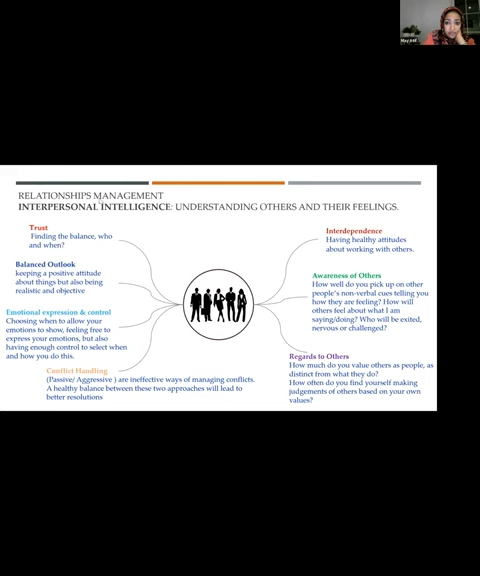 May Atif
RELATIONSHIPS MANAGEMENT
INTERPERSONAL INTELLIGENCE: UNDERSTANDING OTHERS AND THEIR FEELINGS.
Trust
Finding the balance, who
and when?
Balanced Outlook
keeping a positive attitude
about things but also being
realistic and objective
Emotional expression & control
Choosing when to allow your
emotions to show, feeling free to
express your emotions, but also
having enough control to select when
and how you do this.
Conflict Handling
(Passive/ Aggressive ) are ineffective ways of managing conflicts.
A healthy balance between these two approaches will lead to
better resolutions
Interdependence
Having healthy attitudes
about working with others.
Awareness of Others
How well do you pick up on other
people's non-verbal cues telling you
how they are feeling? How will
others feel about what I am
saying/doing? Who will be exited,
nervous or challenged?
Regards to Others
How much do you value others as people, as
distinct from what they do?
How often do you find yourself making
judgements of others based on your own
values?